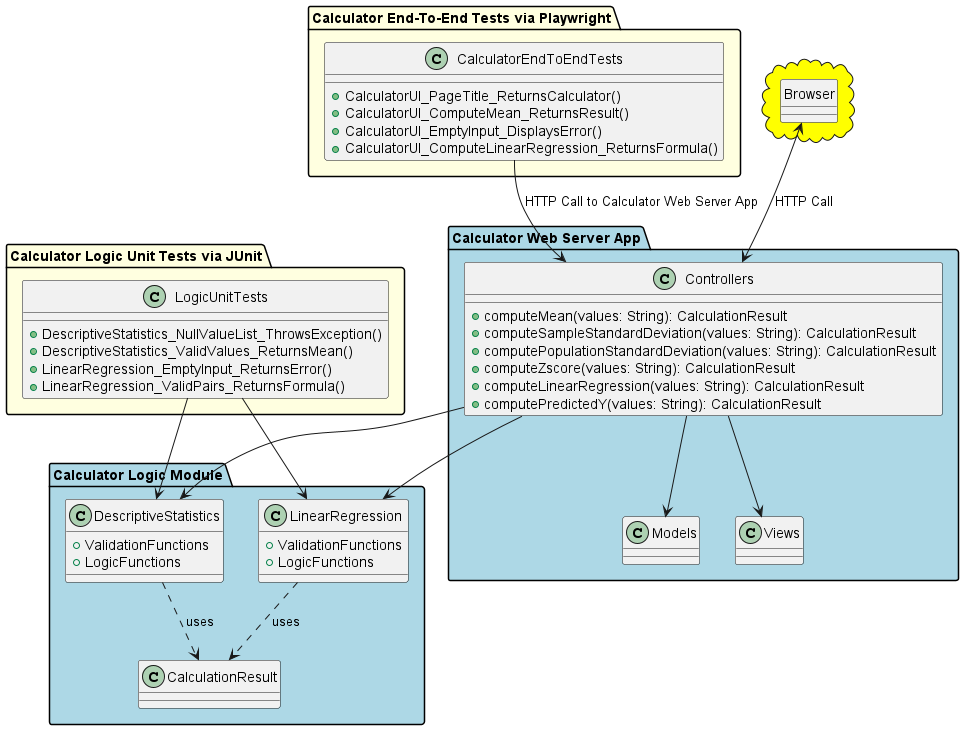 Calculator End-To-End Tests via Playwright
C CalculatorEndToEndTests
CalculatorUI_PageTitle_ReturnsCalculator()
CalculatorUI_ComputeMean_ReturnsResult()
CalculatorUI_EmptyInput_DisplaysError()
CalculatorUI_ComputeLinearRegression_ReturnsFormula()
Browser
HTTP Call to Calculator Web Server App
HTTP Call
Calculator Logic Unit Tests via JUnit
C LogicUnitTests
DescriptiveStatistics_NullValueList_ThrowsException()
DescriptiveStatistics_ValidValues_ReturnsMean()
LinearRegression_EmptyInput_ReturnsError()
LinearRegression_ValidPairs_ReturnsFormula()
Calculator Web Server App
C Controllers
computeMean(values: String): CalculationResult
computeSampleStandardDeviation(values: String): CalculationResult
computePopulationStandardDeviation(values: String): CalculationResult
computeZscore(values: String): CalculationResult
computeLinearRegression(values: String): CalculationResult
computePredictedY(values: String): CalculationResult
C Models
C Views
Calculator Logic Module
C DescriptiveStatistics
ValidationFunctions
LogicFunctions
C LinearRegression
ValidationFunctions
LogicFunctions
uses
uses
C CalculationResult